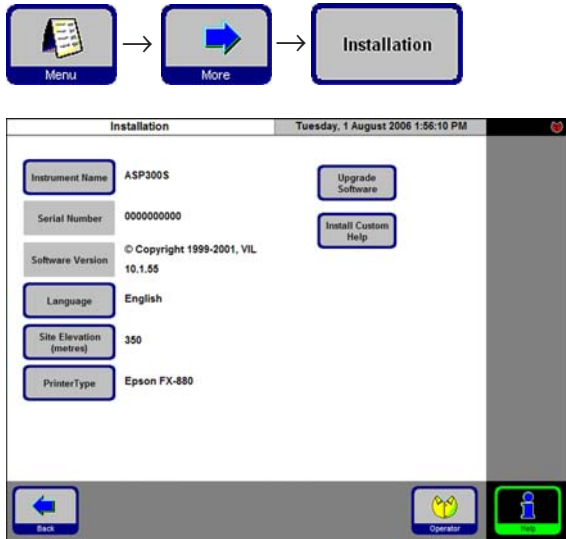 Menu → More → Installation
Installation
Tuesday, 1 August 2006 1:56:10 PM
Instrument Name
ASP300S
Serial Number
0000000000
Software Version
© Copyright 1999-2001, VIL
10.1.55
Language
English
Site Elevation
(metres)
350
PrinterType
Epson FX-880
Upgrade
Software
Install Custom
Help
Back
Operator
Help